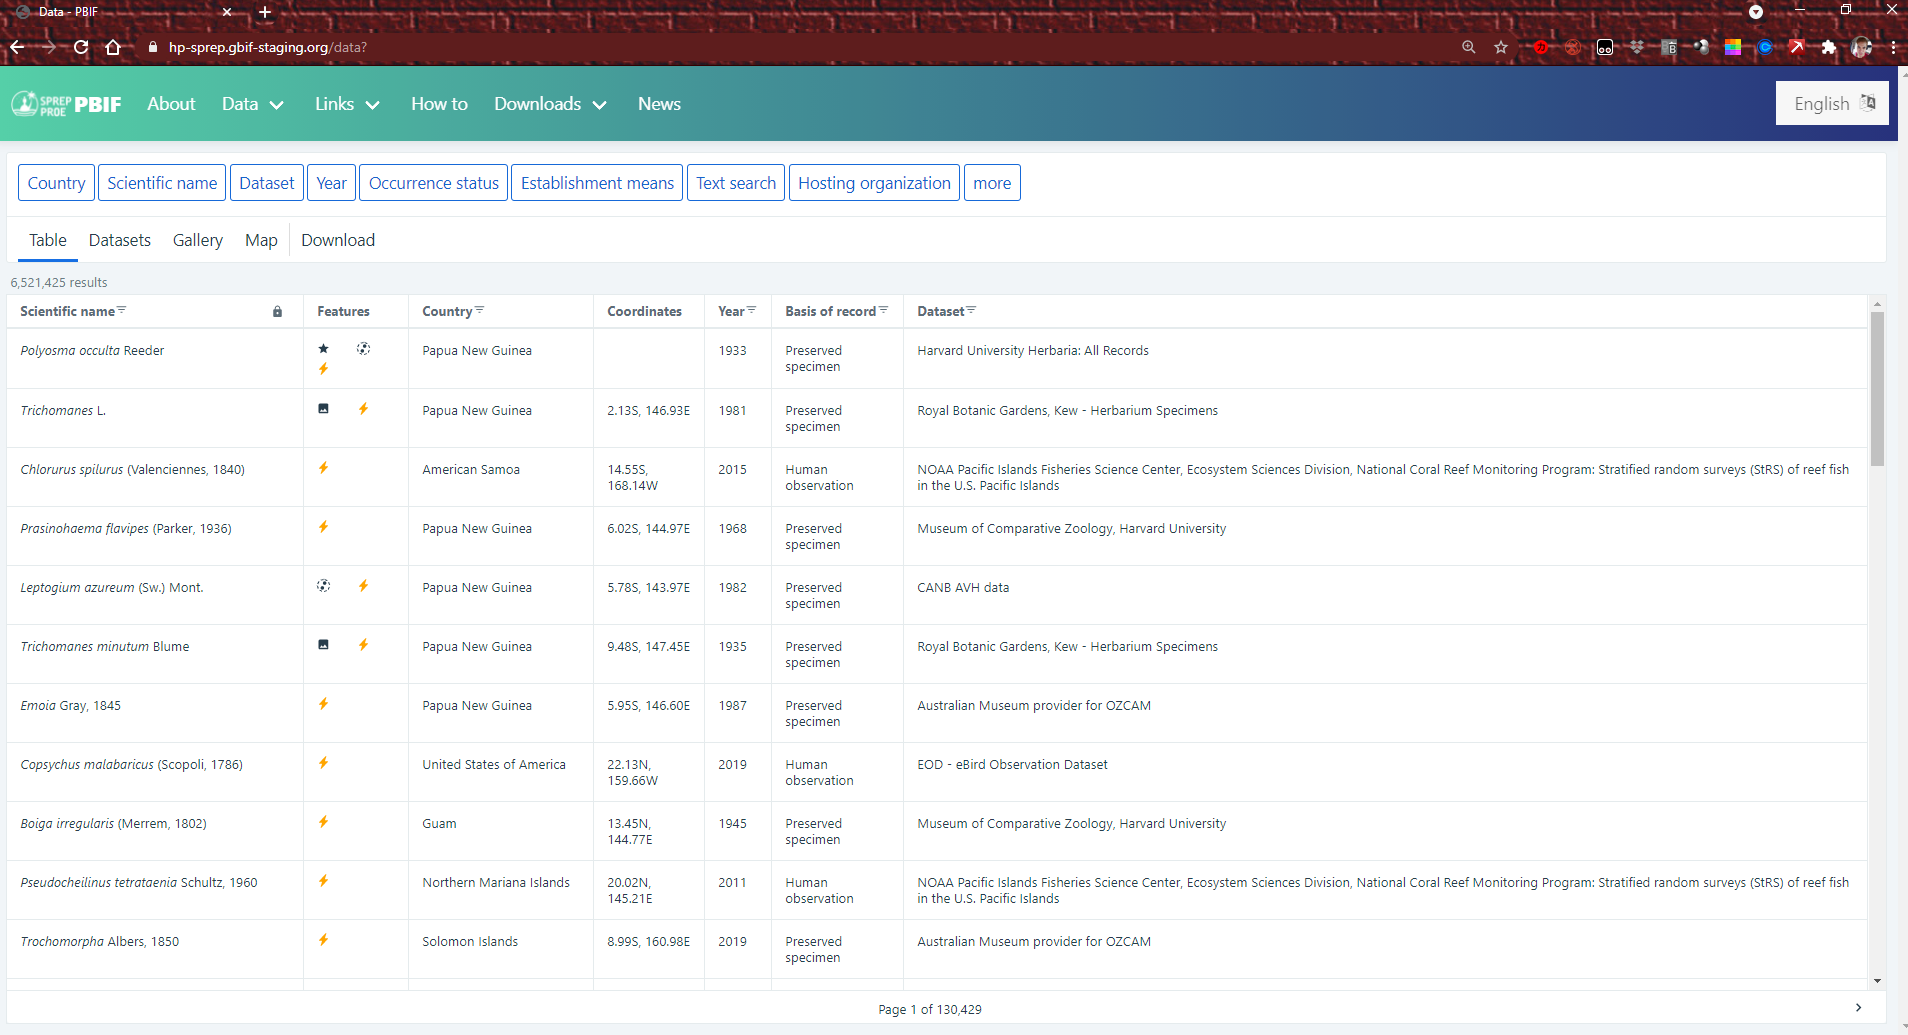 Data - PBIF
hp-sprep.gbif-staging.org/data?
SPREP
PROE
PBIF
About
Data
Links
How to
Downloads
News
English
Country
Scientific name
Dataset
Year
Occurrence status
Establishment means
Text search
Hosting organization
more
Table
Datasets
Gallery
Map
Download
6,521,425 results
Scientific name Features Country Coordinates Year Basis of record Dataset
Polyosma occulta Reeder Papua New Guinea 1933 Preserved Harvard University Herbaria: All Records
specimen
Trichomanes L. Papua New Guinea 2.13S, 146.93E 1981 Preserved Royal Botanic Gardens, Kew - Herbarium Specimens
specimen
Chlorurus spilurus (Valenciennes, 1840) American Samoa 14.55S, 2015 Human NOAA Pacific Islands Fisheries Science Center, Ecosystem Sciences Division, National Coral Reef Monitoring Program: Stratified random surveys (StRS) of reef fish
168.14W observation in the U.S. Pacific Islands
Prasinohaema flavipes (Parker, 1936) Papua New Guinea 6.02S, 144.97E 1968 Preserved Museum of Comparative Zoology, Harvard University
specimen
Leptogium azureum (Sw.) Mont. Papua New Guinea 5.78S, 143.97E 1982 Preserved CANB AVH data
specimen
Trichomanes minutum Blume Papua New Guinea 9.48S, 147.45E 1935 Preserved Royal Botanic Gardens, Kew - Herbarium Specimens
specimen
Emoia Gray, 1845 Papua New Guinea 5.95S, 146.60E 1987 Preserved Australian Museum provider for OZCAM
specimen
Copsychus malabaricus (Scopoli, 1786) United States of America 22.13N, 2019 Human EOD - eBird Observation Dataset
159.66W observation
Boiga irregularis (Merrem, 1802) Guam 13.45N, 1945 Preserved Museum of Comparative Zoology, Harvard University
144.77E specimen
Pseudocheilinus tetrataenia Schultz, 1960 Northern Mariana Islands 20.02N, 2011 Human NOAA Pacific Islands Fisheries Science Center, Ecosystem Sciences Division, National Coral Reef Monitoring Program: Stratified random surveys (StRS) of reef fish
145.21E observation in the U.S. Pacific Islands
Trochomorpha Albers, 1850 Solomon Islands 8.99S, 160.98E 2019 Preserved Australian Museum provider for OZCAM
specimen
Page 1 of 130,429